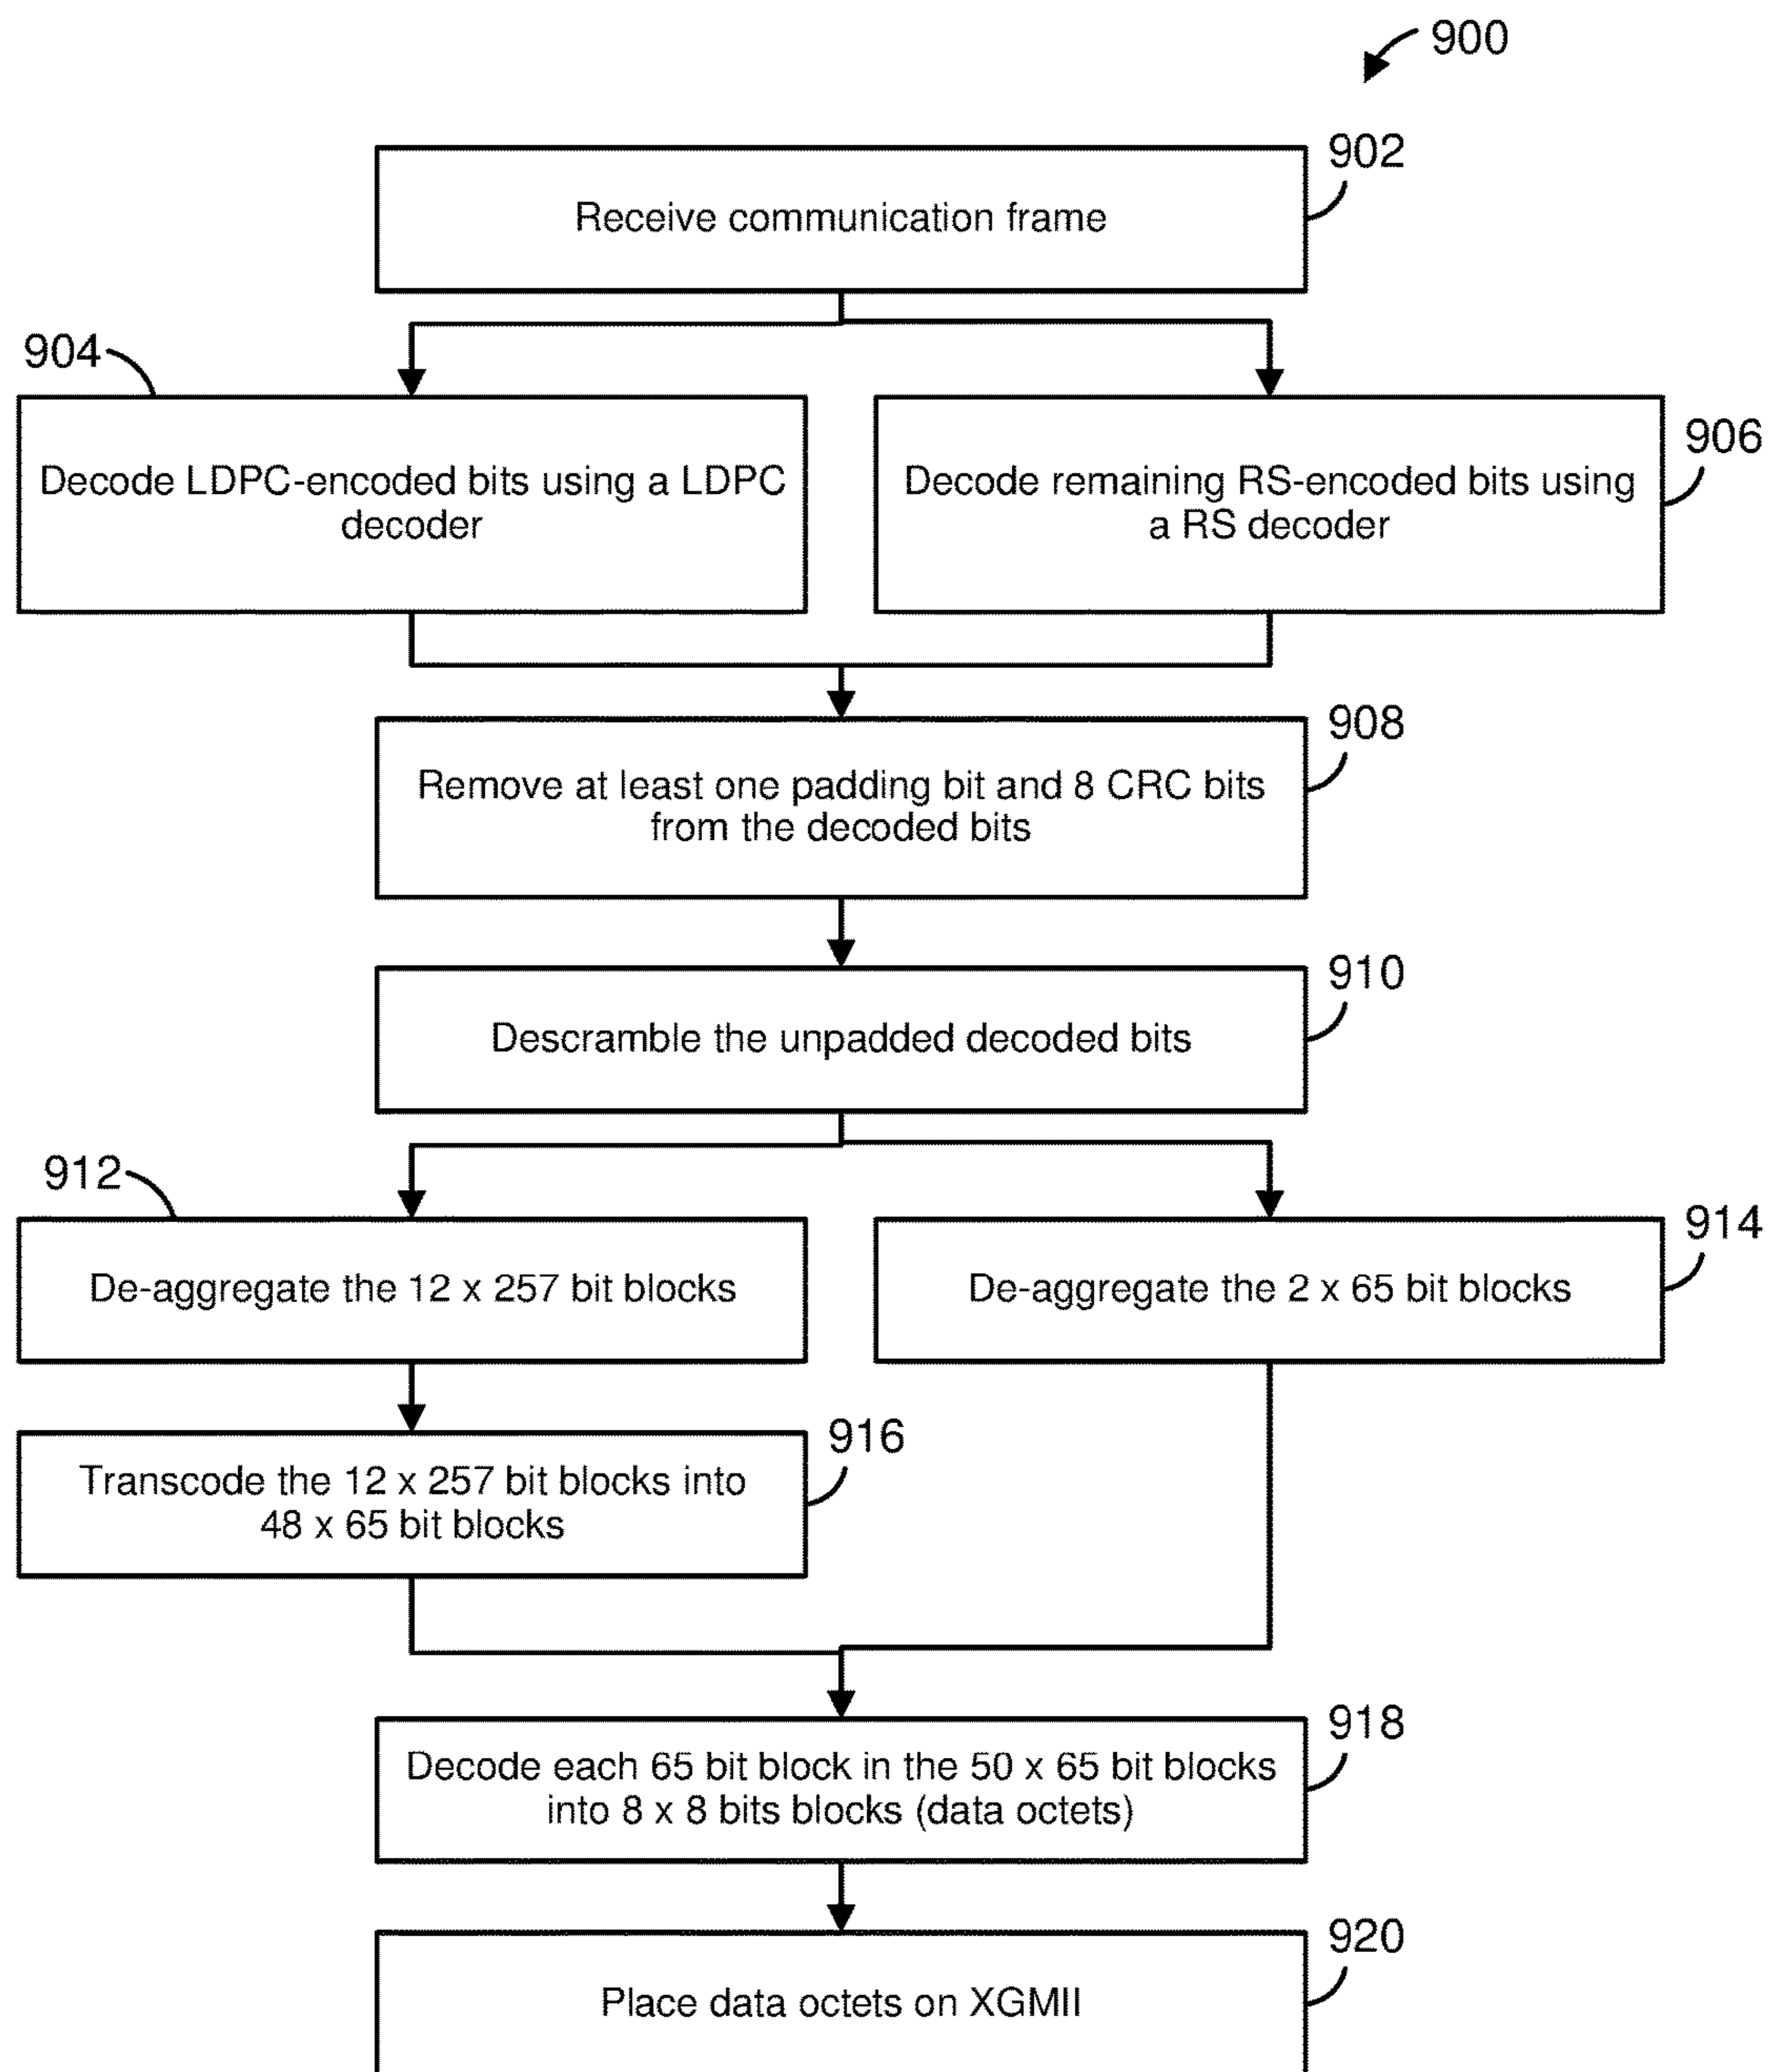 900
902
Receive communication frame
904
906
Decode LDPC-encoded bits using a LDPC
decoder
Decode remaining RS-encoded bits using
a RS decoder
908
Remove at least one padding bit and 8 CRC bits
from the decoded bits
910
Descramble the unpadded decoded bits
912
914
De-aggregate the 12 x 257 bit blocks
De-aggregate the 2 x 65 bit blocks
916
Transcode the 12 x 257 bit blocks into
48 x 65 bit blocks
918
Decode each 65 bit block in the 50 x 65 bit blocks
into 8 x 8 bits blocks (data octets)
920
Place data octets on XGMII